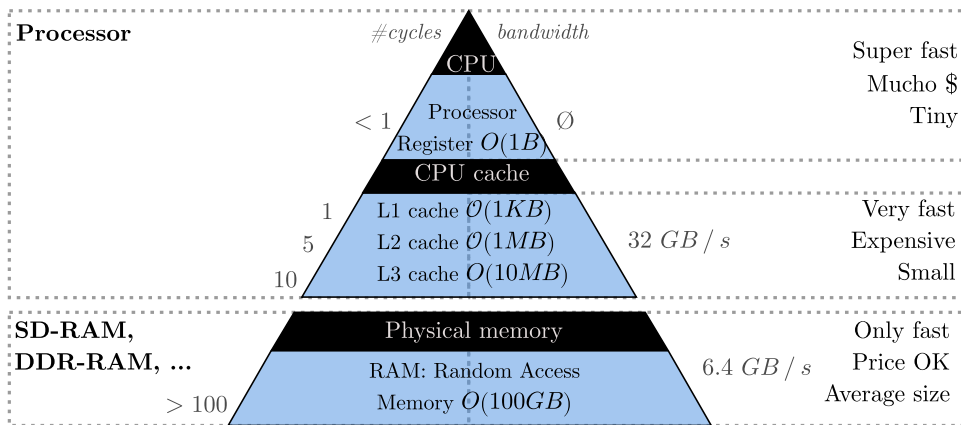 Processor
#cycles
bandwidth
CPU
Super fast
Mucho $
Tiny
< 1
Processor
Register O(1B)
Ø
CPU cache
1
5
10
L1 cache 𝒪(1KB)
L2 cache 𝒪(1MB)
L3 cache O(10MB)
32 GB / s
Very fast
Expensive
Small
SD-RAM,
DDR-RAM, ...
Physical memory
RAM: Random Access
Memory O(100GB)
> 100
6.4 GB / s
Only fast
Price OK
Average size